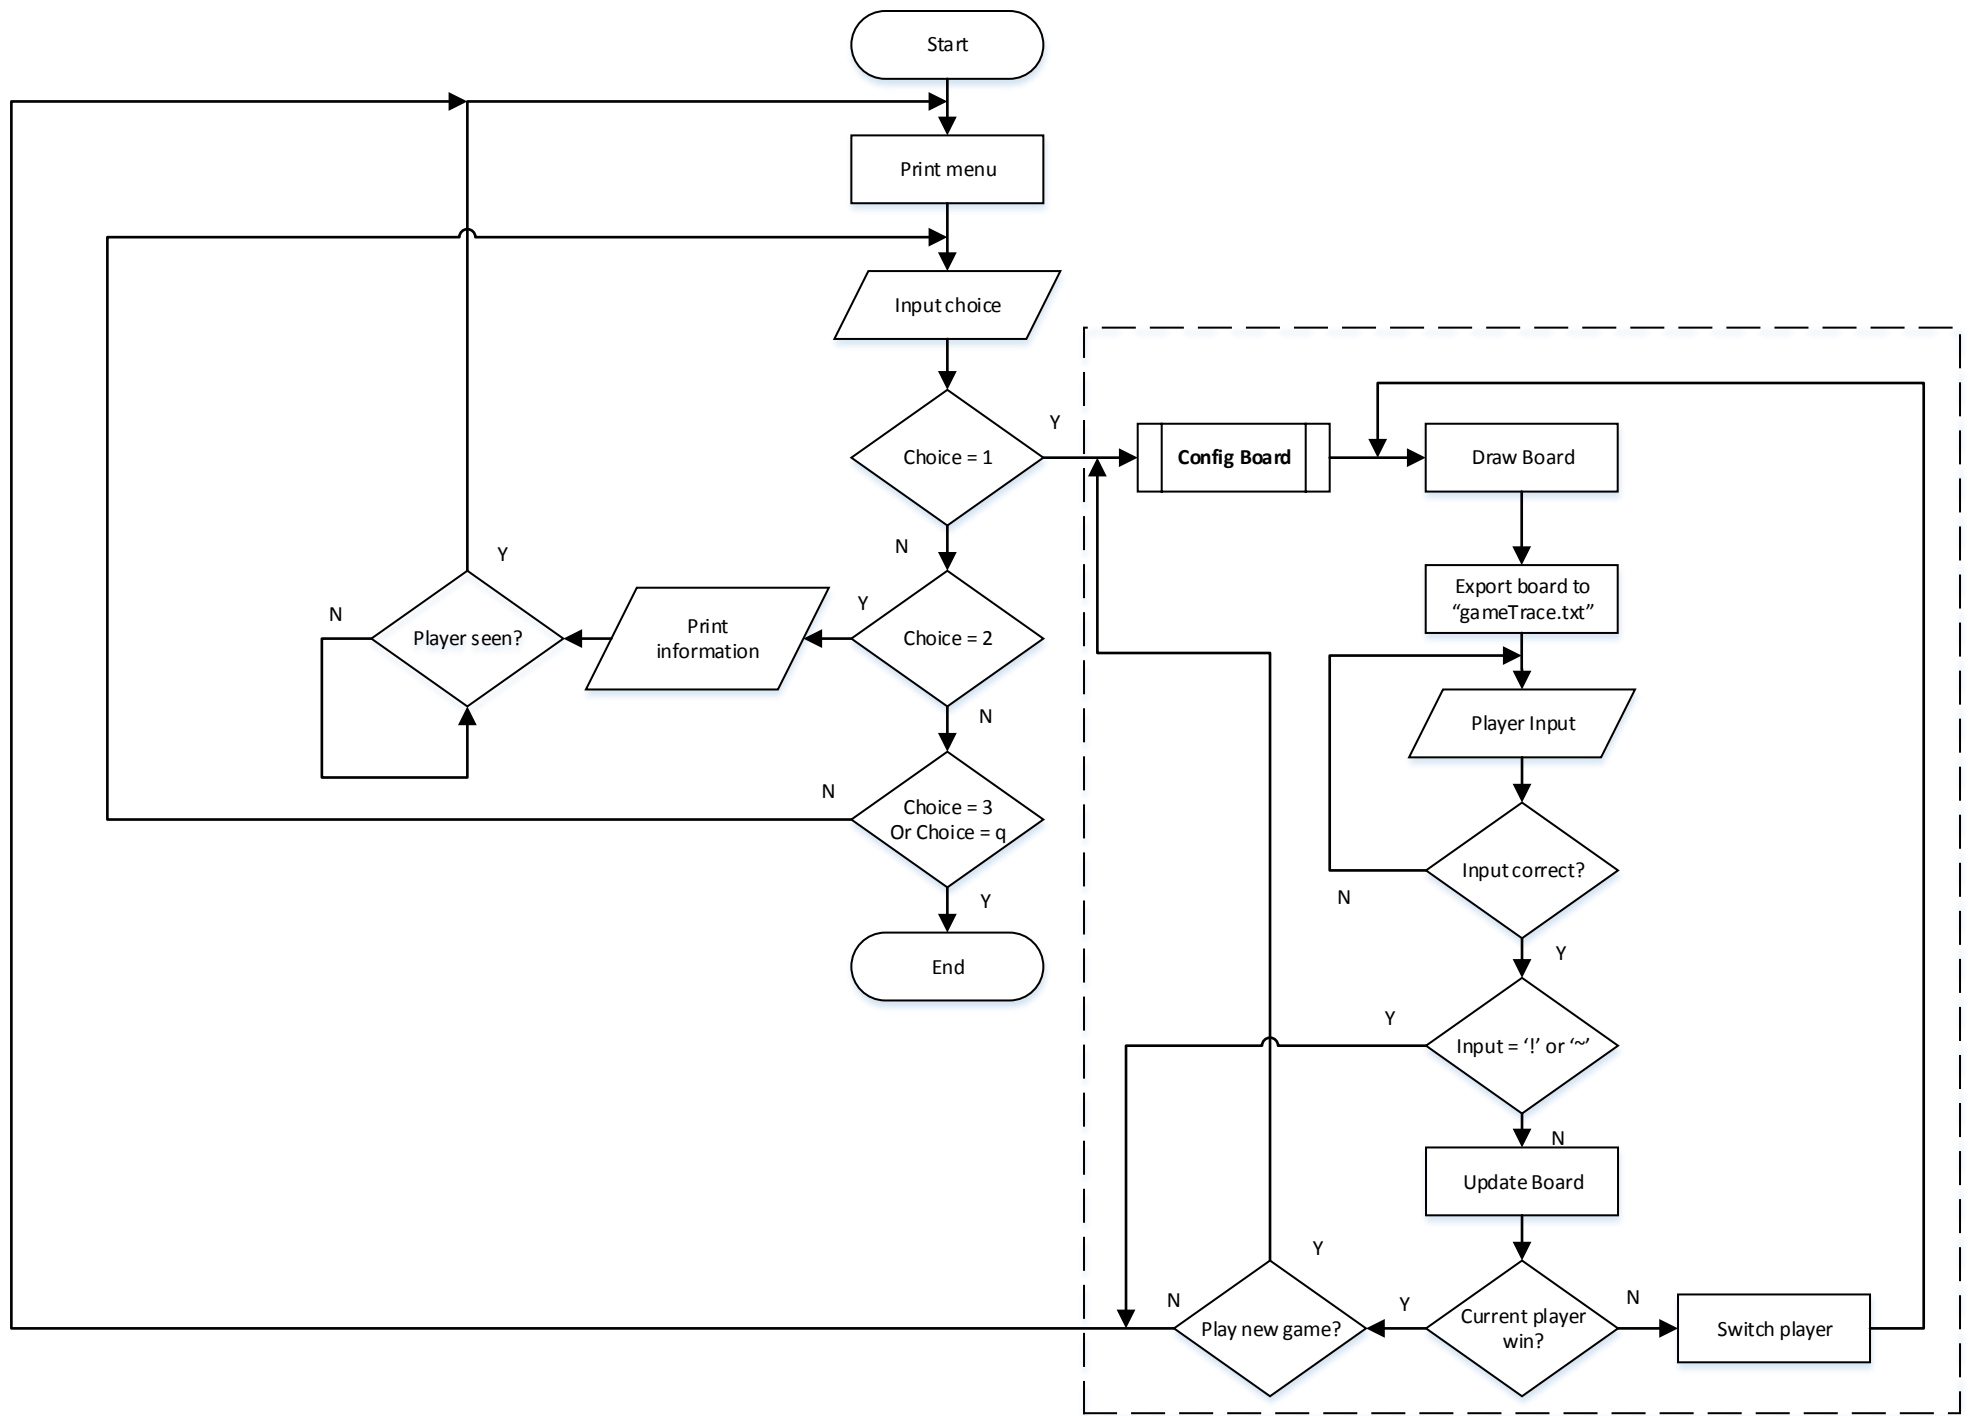 Start
Print menu
Input choice
Choice = 1
Y
N
Config Board
Draw Board
Export board to
“gameTrace.txt”
Choice = 2
Y
N
Print
information
Player seen?
Y
N
Choice = 3
Or Choice = q
N
Y
End
Player Input
Input correct?
N
Y
Input = ‘!’ or ‘~’
Y
N
Update Board
Current player
win?
Y
N
Switch player
Play new game?
Y
N